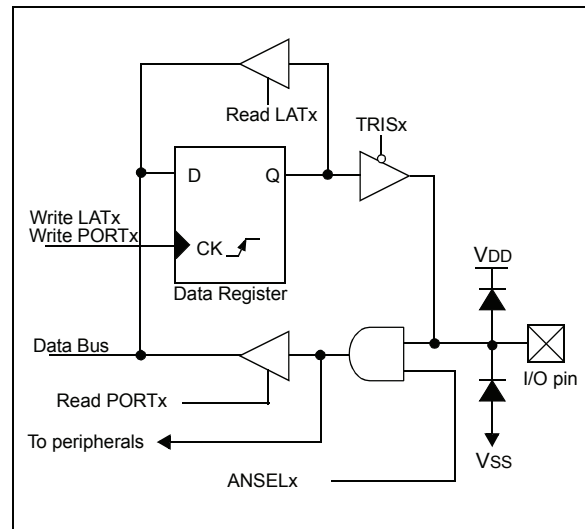 Read LATx
TRISx
D
Q
Write LATx
Write PORTx
CK
Data Register
VDD
Data Bus
I/O pin
Read PORTx
To peripherals
VSS
ANSELx